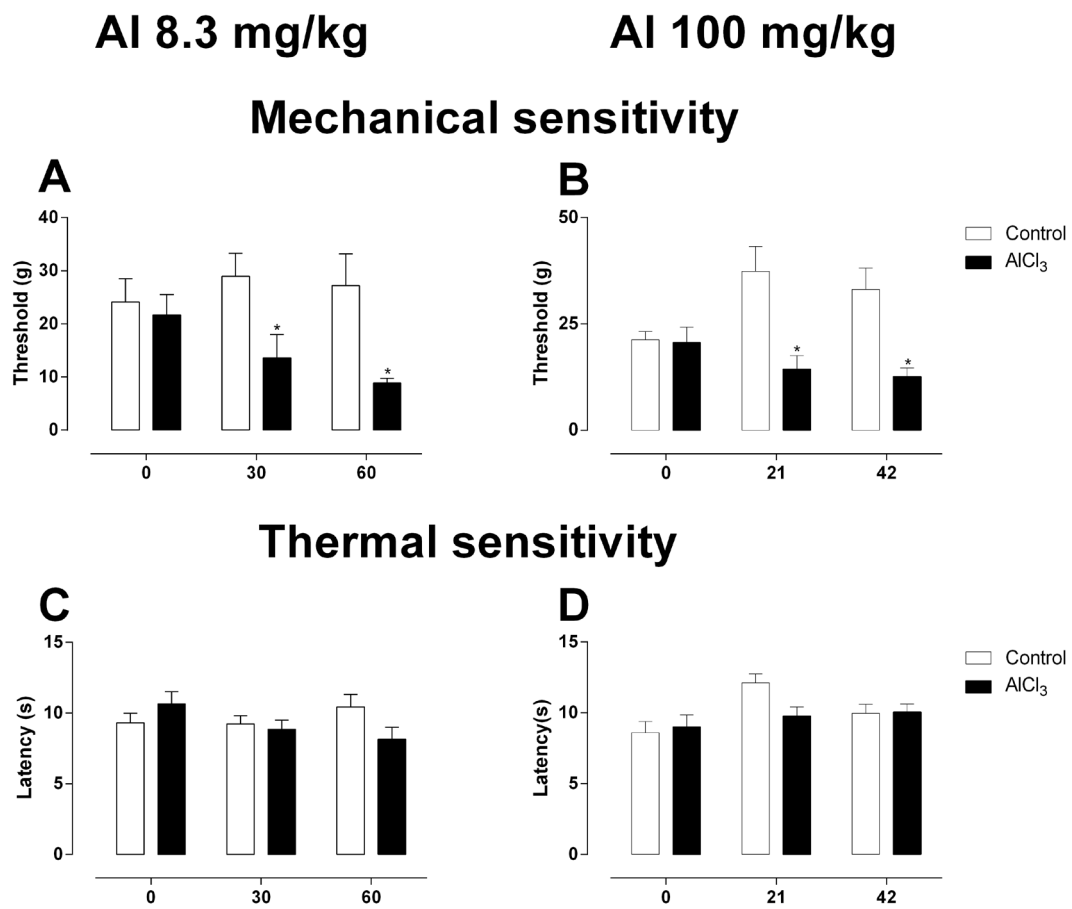 Al 8.3 mg/kg
Al 100 mg/kg
Mechanical sensitivity
A
Threshold (g)
40
30
20
10
0
*
*
0 30 60
B
Threshold (g)
50
25
0
*
*
0 21 42
Control
AlCl₃
Thermal sensitivity
C
Latency (s)
15
10
5
0
0 30 60
D
Latency(s)
15
10
5
0
0 21 42
Control
AlCl₃